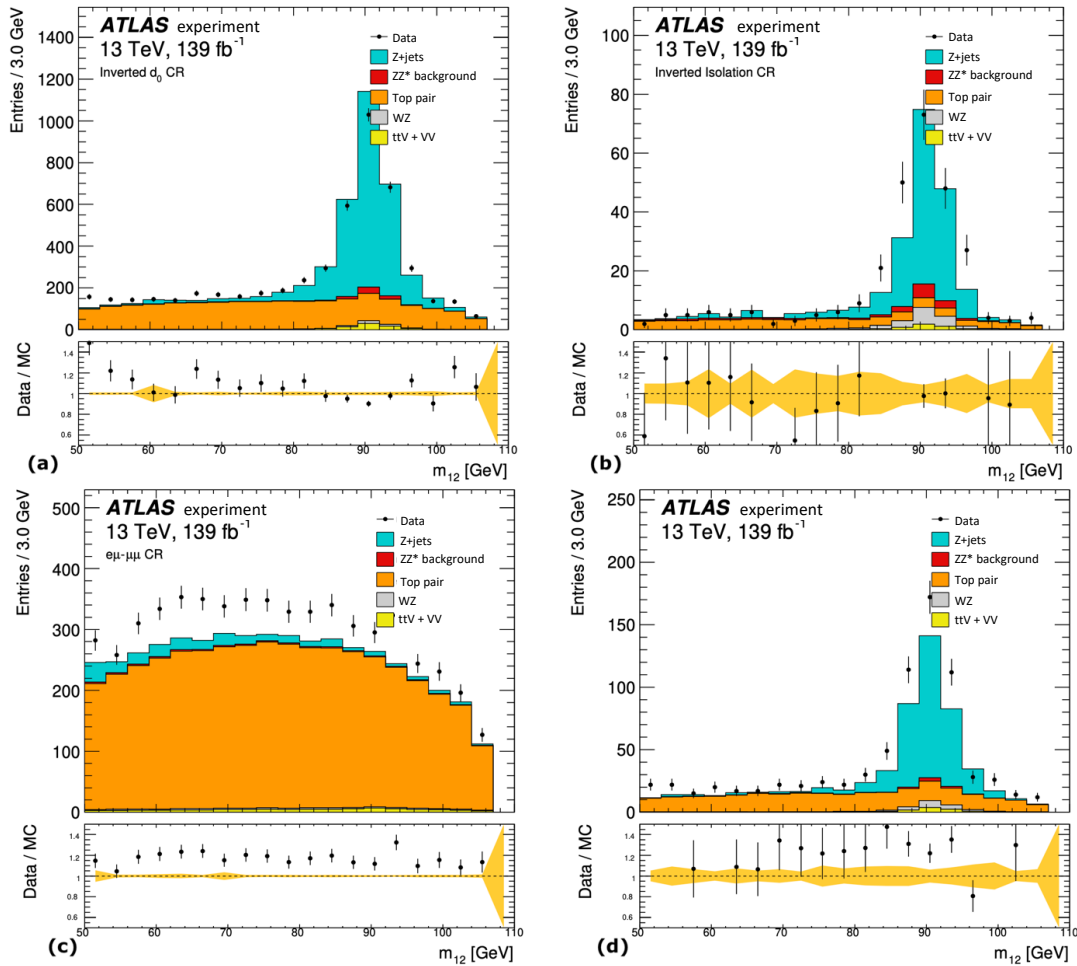 ATLAS experiment
13 TeV, 139 fb⁻¹
Inverted d₀ CR
Data
Z+jets
ZZ* background
Top pair
WZ
ttV + VV
Entries / 3.0 GeV
1400
1200
1000
800
600
400
200
0
Data / MC
1.4
1.2
1
0.8
0.6
50 60 70 80 90 100 110
m₁₂ [GeV]
(a)
ATLAS experiment
13 TeV, 139 fb⁻¹
Inverted Isolation CR
Data
Z+jets
ZZ* background
Top pair
WZ
ttV + VV
Entries / 3.0 GeV
100
80
60
40
20
0
Data / MC
1.4
1.2
1
0.8
0.6
50 60 70 80 90 100 110
m₁₂ [GeV]
(b)
ATLAS experiment
13 TeV, 139 fb⁻¹
eμ-μμ CR
Data
Z+jets
ZZ* background
Top pair
WZ
ttV + VV
Entries / 3.0 GeV
500
400
300
200
100
0
Data / MC
1.4
1.2
1
0.8
0.6
50 60 70 80 90 100 110
m₁₂ [GeV]
(c)
ATLAS experiment
13 TeV, 139 fb⁻¹
Data
Z+jets
ZZ* background
Top pair
WZ
ttV + VV
Entries / 3.0 GeV
250
200
150
100
50
0
Data / MC
1.4
1.2
1
0.8
0.6
50 60 70 80 90 100 110
m₁₂ [GeV]
(d)